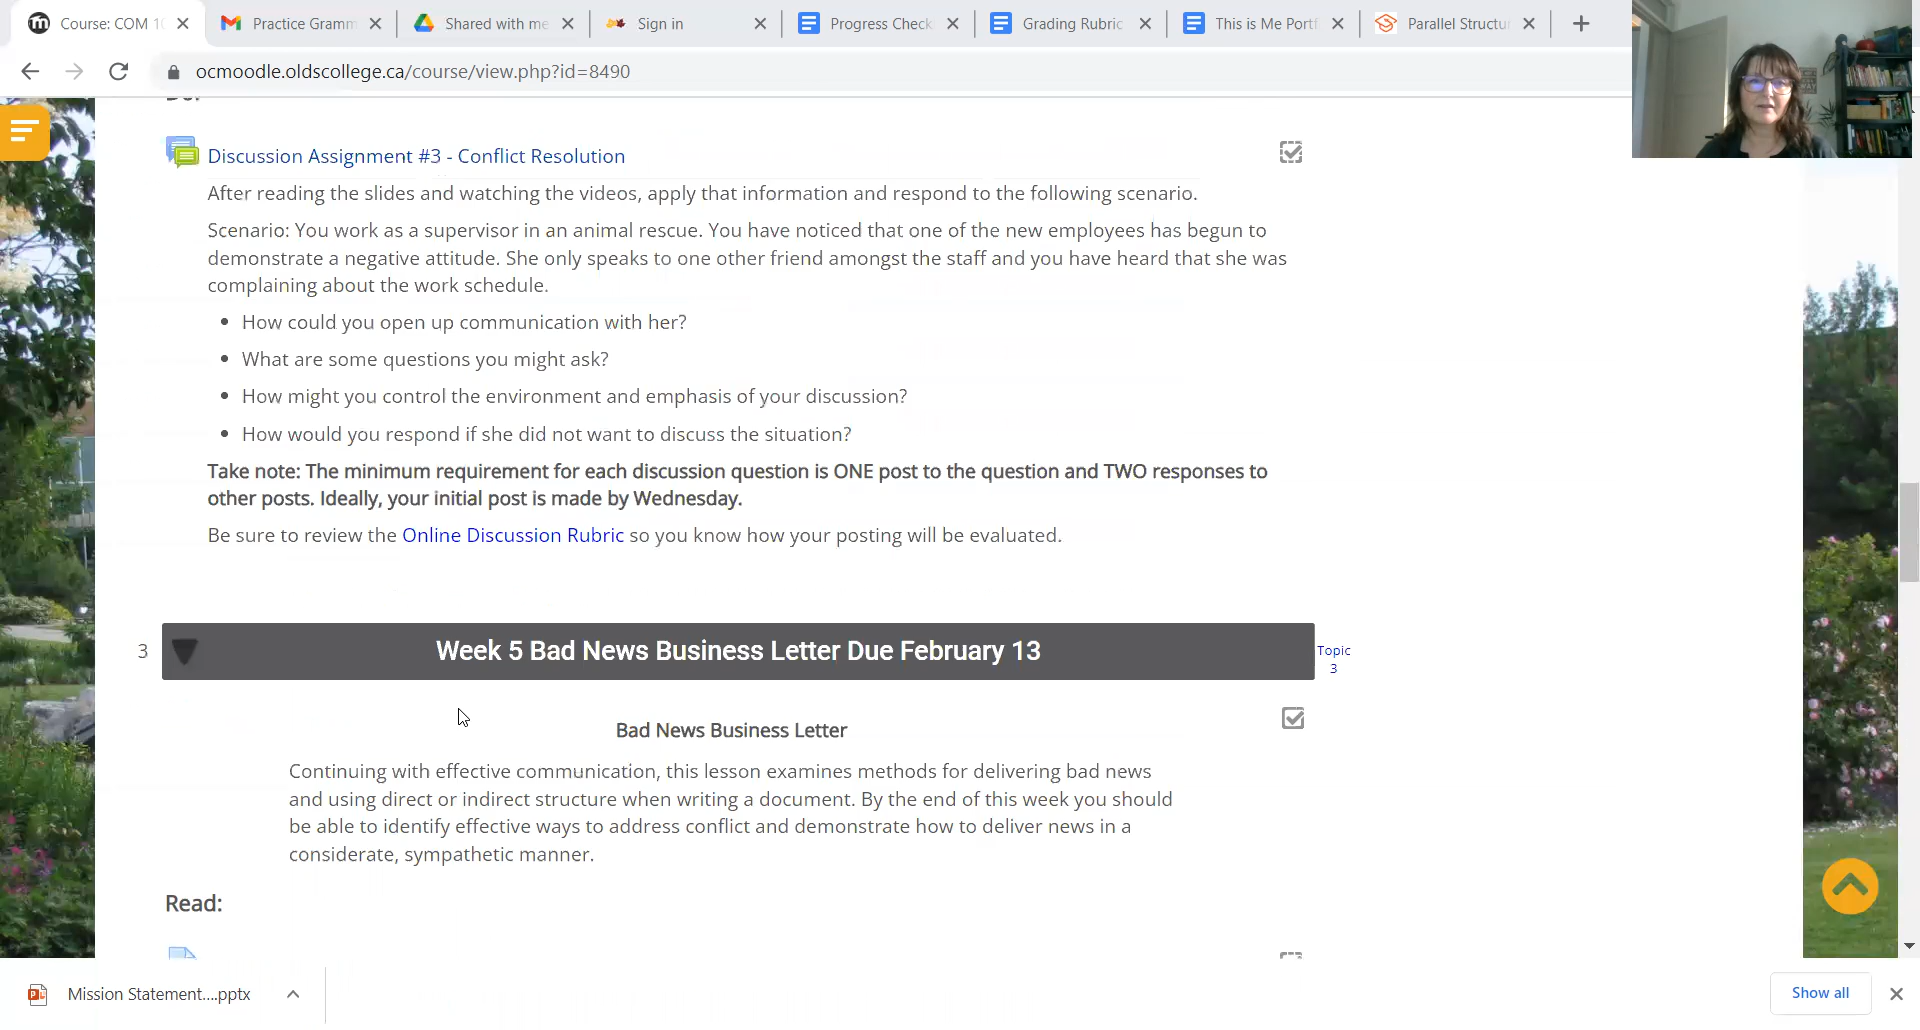 Course: COM 10
Practice Gramm
Shared with me
Sign in
Progress Check
Grading Rubric
This is Me Portf
Parallel Structu
ocmoodle.oldscollege.ca/course/view.php?id=8490
Discussion Assignment #3 - Conflict Resolution
After reading the slides and watching the videos, apply that information and respond to the following scenario.
Scenario: You work as a supervisor in an animal rescue. You have noticed that one of the new employees has begun to
demonstrate a negative attitude. She only speaks to one other friend amongst the staff and you have heard that she was
complaining about the work schedule.
• How could you open up communication with her?
• What are some questions you might ask?
• How might you control the environment and emphasis of your discussion?
• How would you respond if she did not want to discuss the situation?
Take note: The minimum requirement for each discussion question is ONE post to the question and TWO responses to
other posts. Ideally, your initial post is made by Wednesday.
Be sure to review the Online Discussion Rubric so you know how your posting will be evaluated.
3
Week 5 Bad News Business Letter Due February 13
Topic
3
Bad News Business Letter
Continuing with effective communication, this lesson examines methods for delivering bad news
and using direct or indirect structure when writing a document. By the end of this week you should
be able to identify effective ways to address conflict and demonstrate how to deliver news in a
considerate, sympathetic manner.
Read:
Mission Statement....pptx
Show all